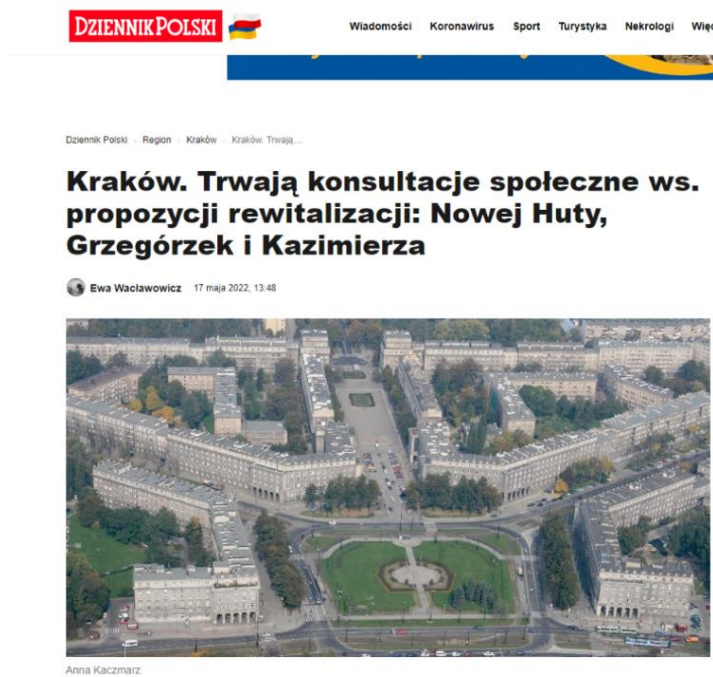 DZIENNIK POLSKI
Wiadomości Koronawirus Sport Turystyka Nekrologi
Dziennik Polski Region Kraków Kraków. Trwają...
Kraków. Trwają konsultacje społeczne ws.
propozycji rewitalizacji: Nowej Huty,
Grzegórzek i Kazimierza
Ewa Wacławowicz 17 maja 2022, 13:48
Anna Kaczmarz